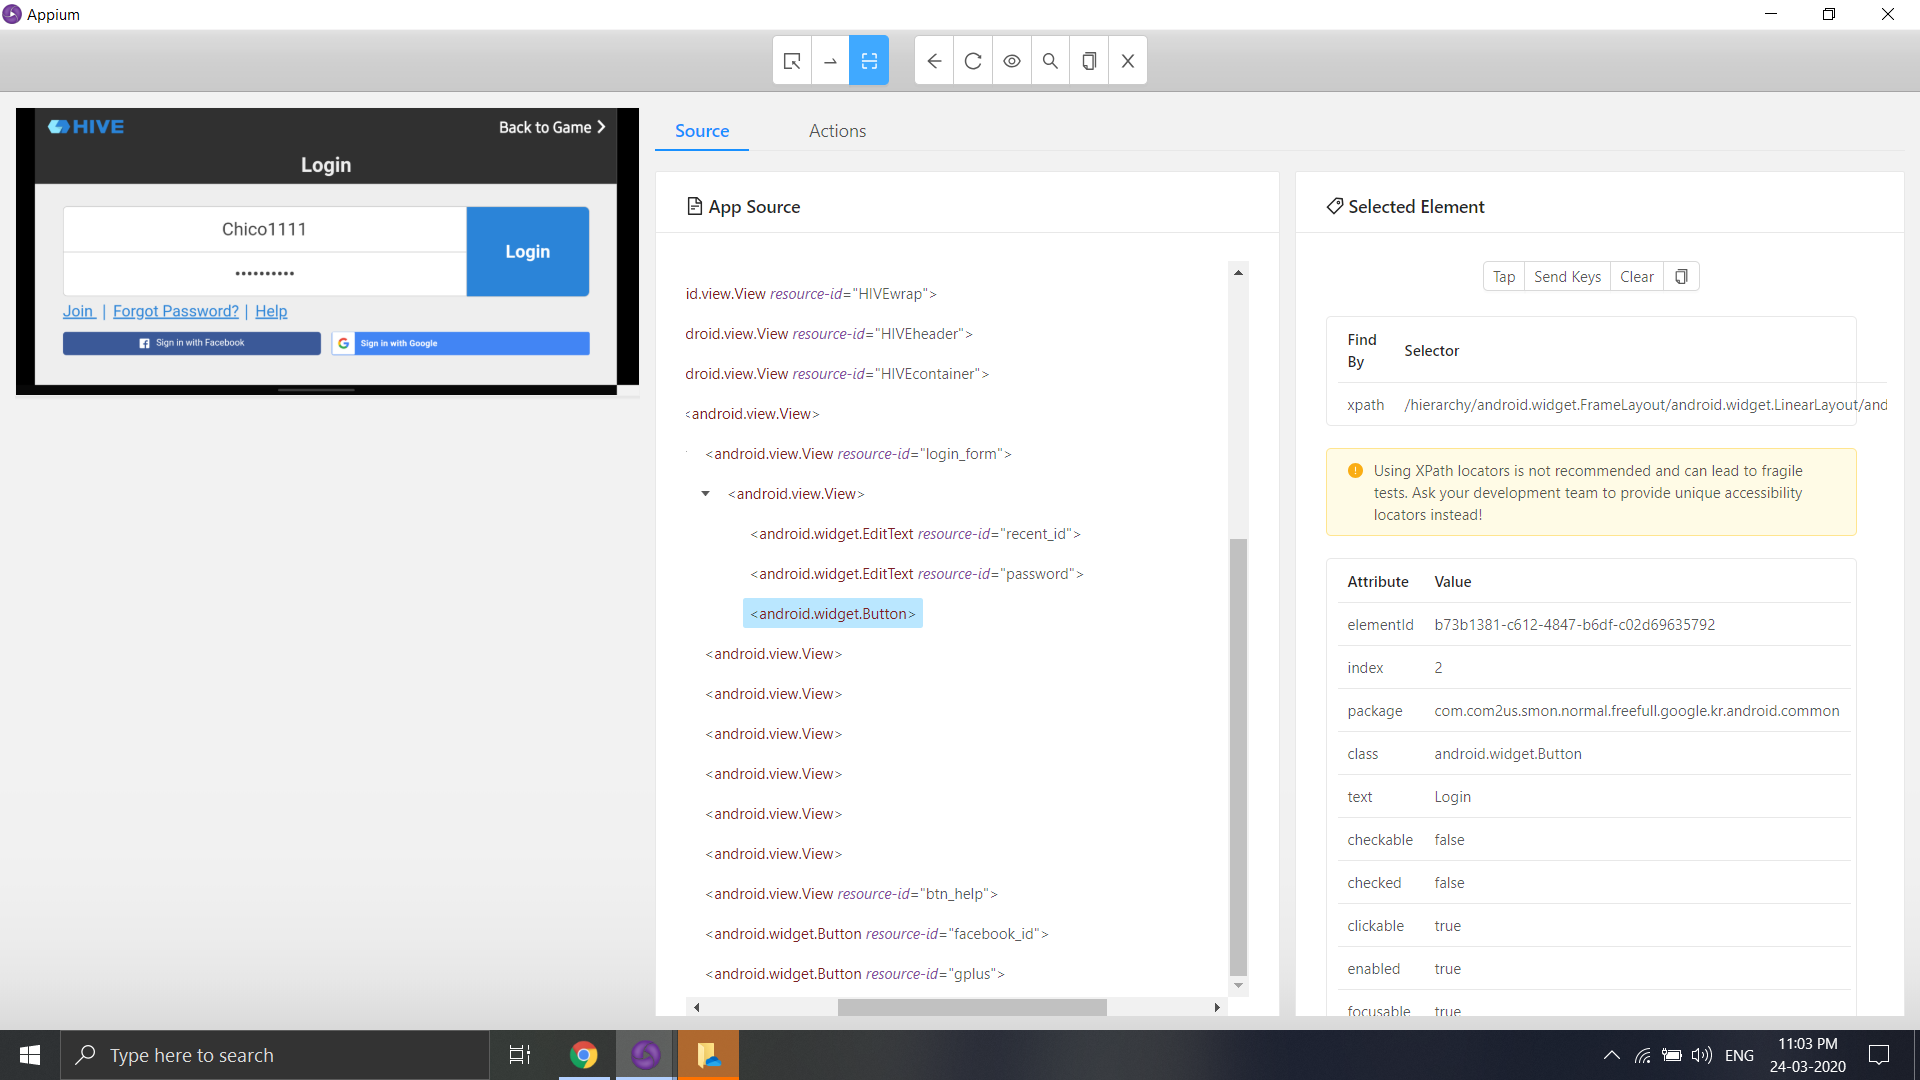 Appium
HIVE
Back to Game
Login
Chico1111
••••••••••
Login
Join | Forgot Password? | Help
Sign in with Facebook
Sign in with Google
Source
Actions
App Source
id.view.View resource-id="HIVEwrap">
droid.view.View resource-id="HIVEheader">
droid.view.View resource-id="HIVEcontainer">
<android.view.View>
<android.view.View resource-id="login_form">
<android.view.View>
<android.widget.EditText resource-id="recent_id">
<android.widget.EditText resource-id="password">
<android.widget.Button>
<android.view.View>
<android.view.View>
<android.view.View>
<android.view.View>
<android.view.View>
<android.view.View>
<android.view.View resource-id="btn_help">
<android.widget.Button resource-id="facebook_id">
<android.widget.Button resource-id="gplus">
Selected Element
Tap
Send Keys
Clear
Find By
Selector
xpath /hierarchy/android.widget.FrameLayout/android.widget.LinearLayout/and
Using XPath locators is not recommended and can lead to fragile
tests. Ask your development team to provide unique accessibility
locators instead!
Attribute Value
elementId b73b1381-c612-4847-b6df-c02d69635792
index 2
package com.com2us.smon.normal.freefull.google.kr.android.common
class android.widget.Button
text Login
checkable false
checked false
clickable true
enabled true
focusable true
Type here to search
ENG
11:03 PM
24-03-2020